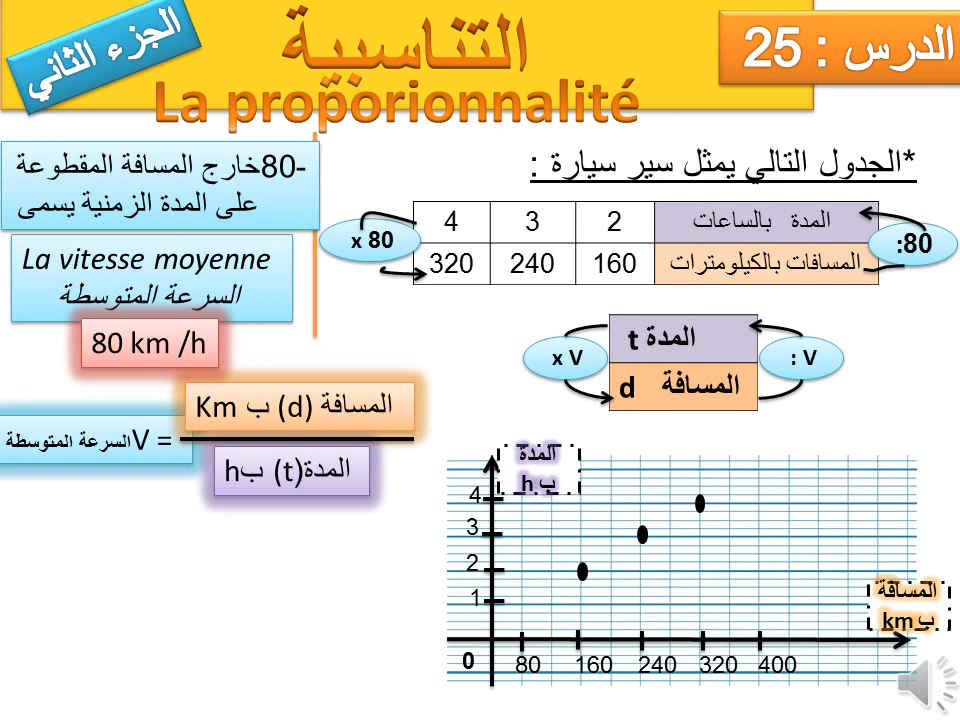 الدرس : 25
التناسبية
الجزء الثاني
La proporionnalité
*الجدول التالي يمثل سير سيارة :
المدة بالساعات 2 3 4
المسافات بالكيلومترات 160 240 320
:80
x 80
-80خارج المسافة المقطوعة
على المدة الزمنية يسمى
La vitesse moyenne
السرعة المتوسطة
80 km /h
المدة t
المسافة d
x V
: V
السرعة المتوسطة V =
المسافة (d) ب Km
المدة(t) بh
المدة
ب h
4
3
2
1
0
80 160 240 320 400
المسافة
ب km